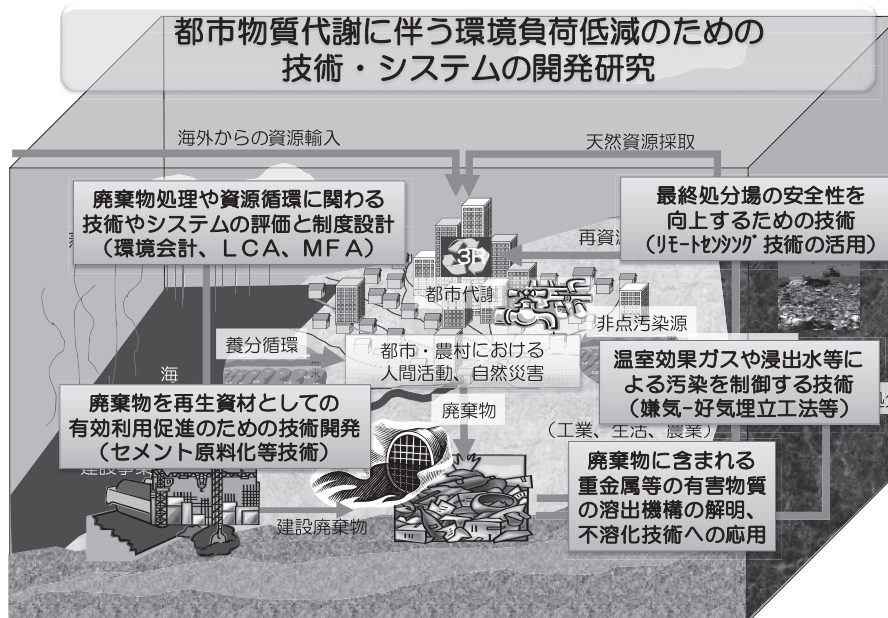 都市物質代謝に伴う環境負荷低減のための
技術・システムの開発研究
海外からの資源輸入
天然資源採取
廃棄物処理や資源循環に関わる
技術やシステムの評価と制度設計
（環境会計、ＬＣＡ、ＭＦＡ）
最終処分場の安全性を
向上するための技術
（ﾘﾓｰﾄｾﾝｼﾝｸﾞ技術の活用）
再資源
3R
都市代謝
非点汚染源
養分循環
都市・農村における
人間活動、自然災害
温室効果ガスや浸出水等に
よる汚染を制御する技術
（嫌気-好気埋立工法等）
海
廃棄物を再生資材としての
有効利用促進のための技術開発
（セメント原料化等技術）
廃棄物
（工業、生活、農業）
建設事業
廃棄物に含まれる
重金属等の有害物質
の溶出機構の解明、
不溶化技術への応用
建設廃棄物